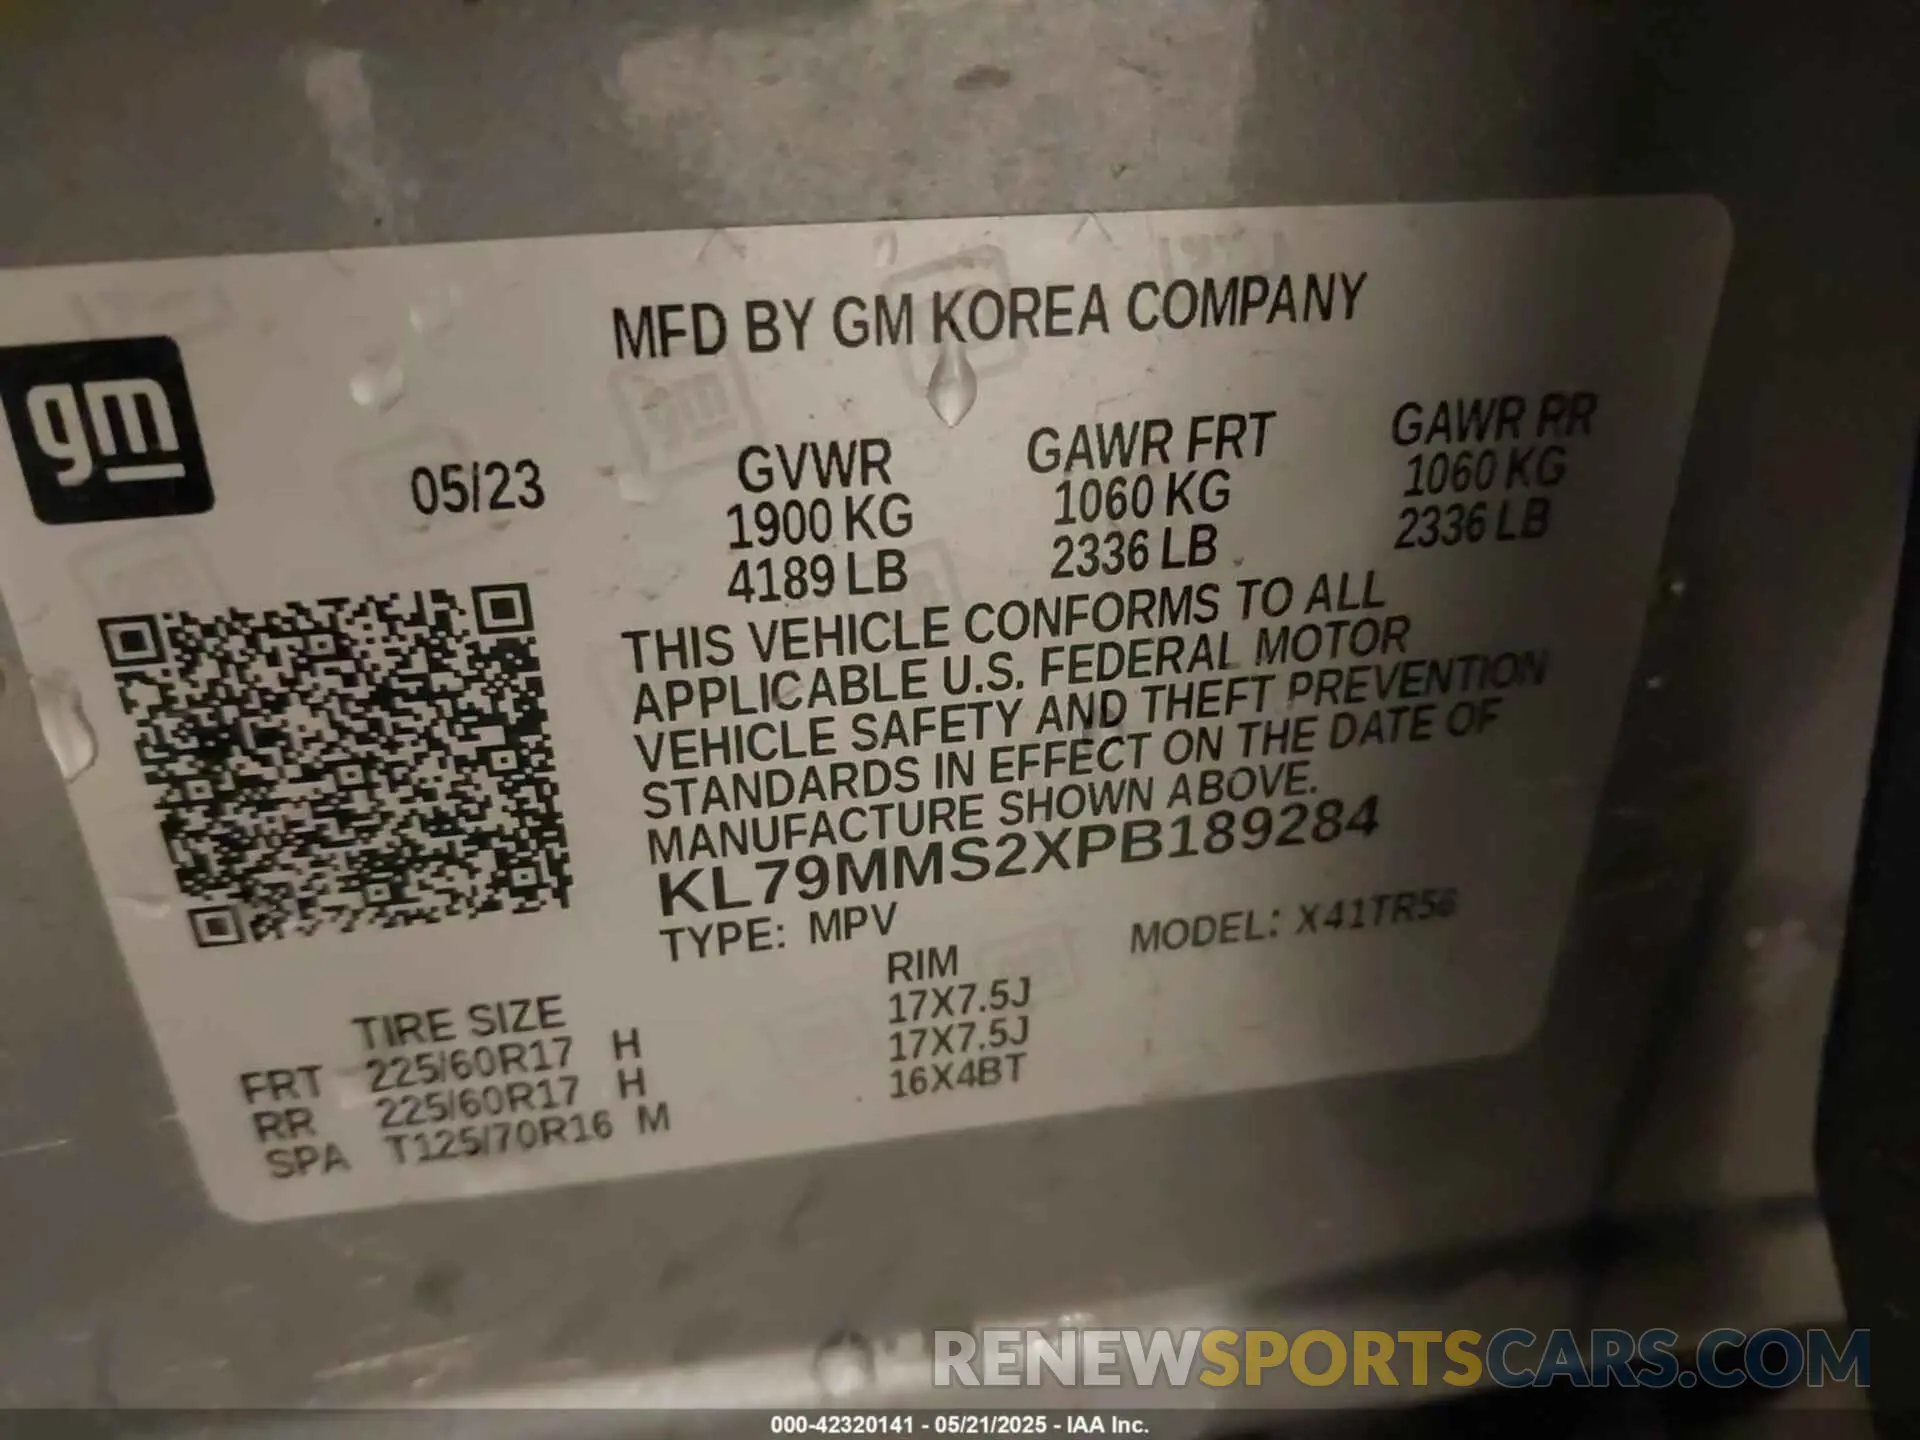 MFD BY GM KOREA COMPANY
gm
05/23
GVWR GAWR FRT GAWR RR
1900 KG 1060 KG 1060 KG
4189 LB 2336 LB 2336 LB
THIS VEHICLE CONFORMS TO ALL
APPLICABLE U.S. FEDERAL MOTOR
VEHICLE SAFETY AND THEFT PREVENTION
STANDARDS IN EFFECT ON THE DATE OF
MANUFACTURE SHOWN ABOVE.
KL79MMS2XPB189284
TYPE: MPV MODEL: X41TR56
TIRE SIZE RIM
FRT 225/60R17 H 17X7.5J
RR 225/60R17 H 17X7.5J
SPA T125/70R16 M 16X4BT
RENEWSPORTSCARS.COM
000-42320141 - 05/21/2025 - IAA Inc.